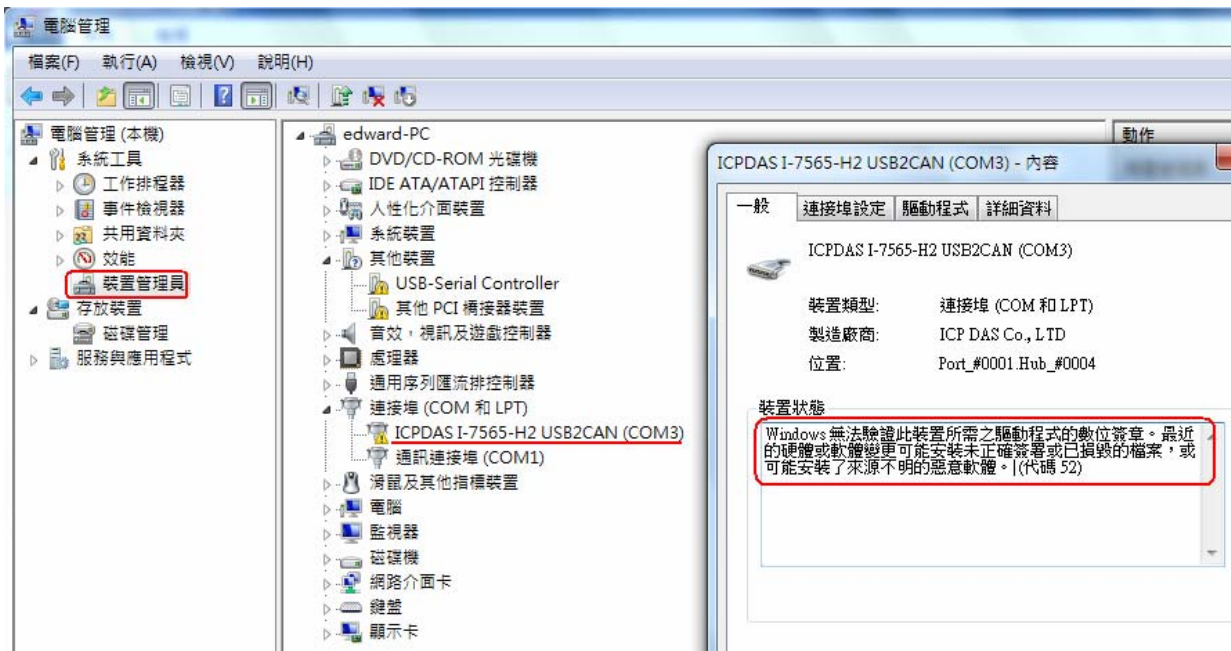 電腦管理
檔案(F) 執行(A) 檢視(V) 說明(H)
電腦管理 (本機)
系統工具
工作排程器
事件檢視器
共用資料夾
效能
裝置管理員
存放裝置
磁碟管理
服務與應用程式
edward-PC
DVD/CD-ROM 光碟機
IDE ATA/ATAPI 控制器
人性化介面裝置
系統裝置
其他裝置
USB-Serial Controller
其他 PCI 橋接器裝置
音效，視訊及遊戲控制器
處理器
通用序列匯流排控制器
連接埠 (COM 和 LPT)
ICPDAS I-7565-H2 USB2CAN (COM3)
通訊連接埠 (COM1)
滑鼠及其他指標裝置
電腦
監視器
磁碟機
網路介面卡
鍵盤
顯示卡
動作
ICPDAS I-7565-H2 USB2CAN (COM3) - 內容
一般 連接埠設定 驅動程式 詳細資料
ICPDAS I-7565-H2 USB2CAN (COM3)
裝置類型: 連接埠 (COM 和 LPT)
製造廠商: ICP DAS Co., LTD
位置: Port_#0001.Hub_#0004
裝置狀態
Windows 無法驗證此裝置所需之驅動程式的數位簽章。最近
的硬體或軟體變更可能安裝未正確簽署或已損毀的檔案，或
可能安裝了來源不明的惡意軟體。 (代碼 52)